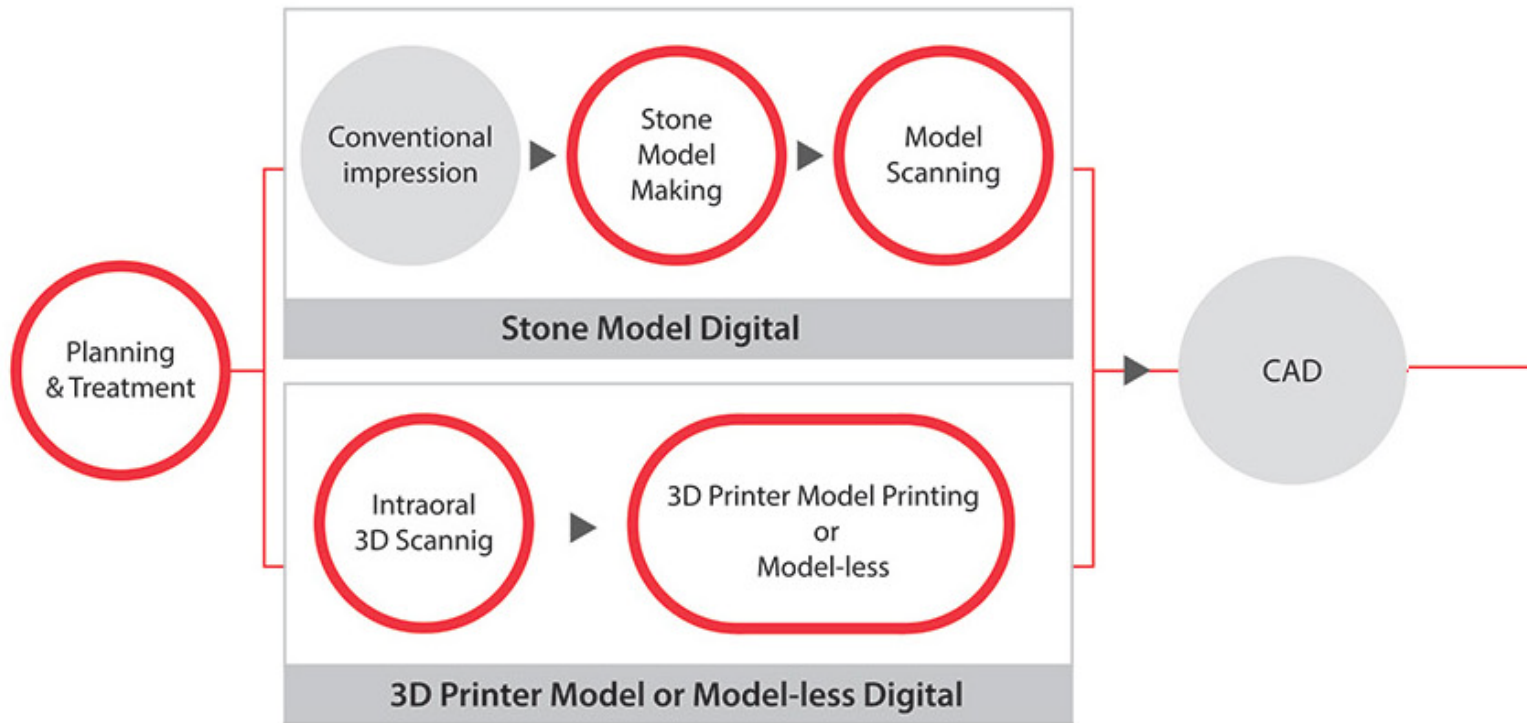 Planning
& Treatment
Conventional
impression
Stone
Model
Making
Model
Scanning
Stone Model Digital
Intraoral
3D Scannig
3D Printer Model Printing
or
Model-less
3D Printer Model or Model-less Digital
CAD